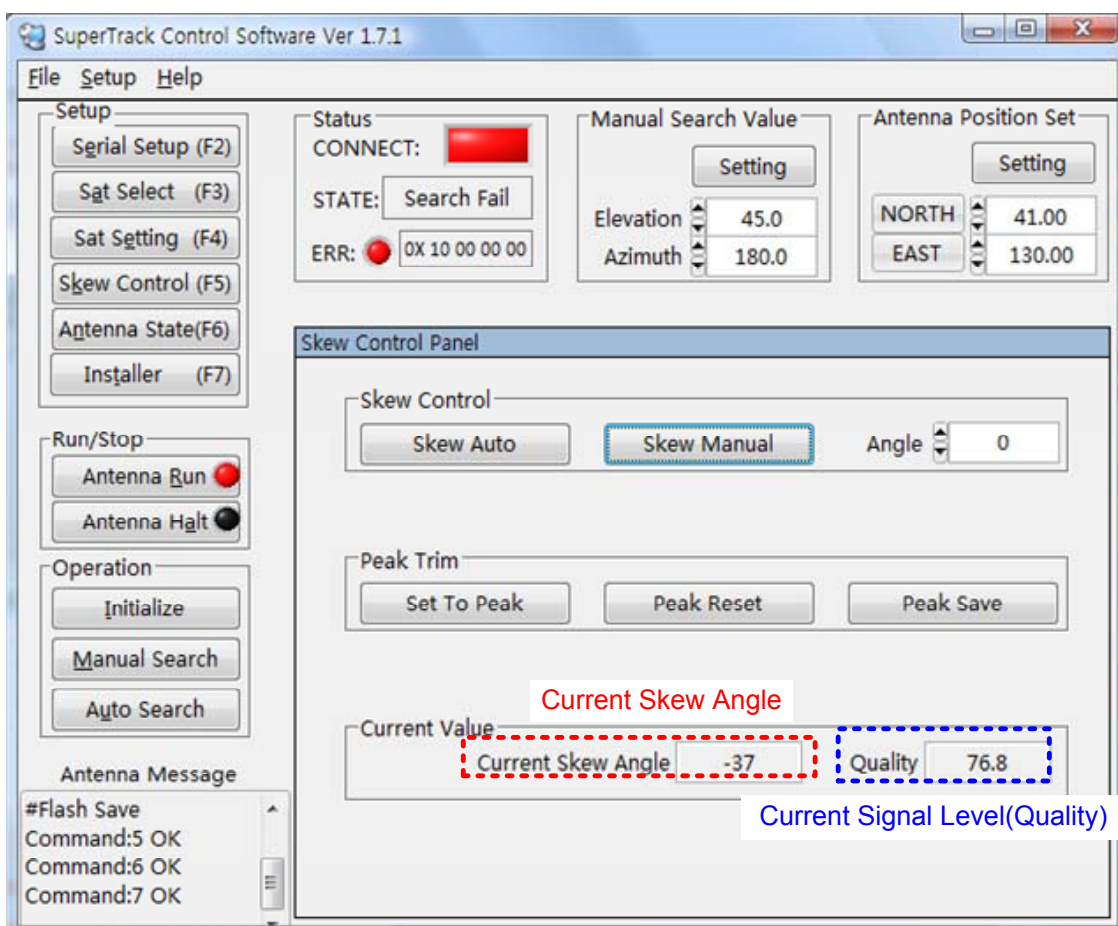 SuperTrack Control Software Ver 1.7.1
File Setup Help
Setup
Serial Setup (F2)
Sat Select (F3)
Sat Setting (F4)
Skew Control (F5)
Antenna State(F6)
Installer (F7)
Run/Stop
Antenna Run
Antenna Halt
Operation
Initialize
Manual Search
Auto Search
Antenna Message
#Flash Save
Command:5 OK
Command:6 OK
Command:7 OK
Status
CONNECT:
STATE: Search Fail
ERR: 0X 10 00 00 00
Manual Search Value
Setting
Elevation 45.0
Azimuth 180.0
Antenna Position Set
Setting
NORTH 41.00
EAST 130.00
Skew Control Panel
Skew Control
Skew Auto Skew Manual Angle 0
Peak Trim
Set To Peak Peak Reset Peak Save
Current Skew Angle
Current Value
Current Skew Angle -37 Quality 76.8
Current Signal Level(Quality)